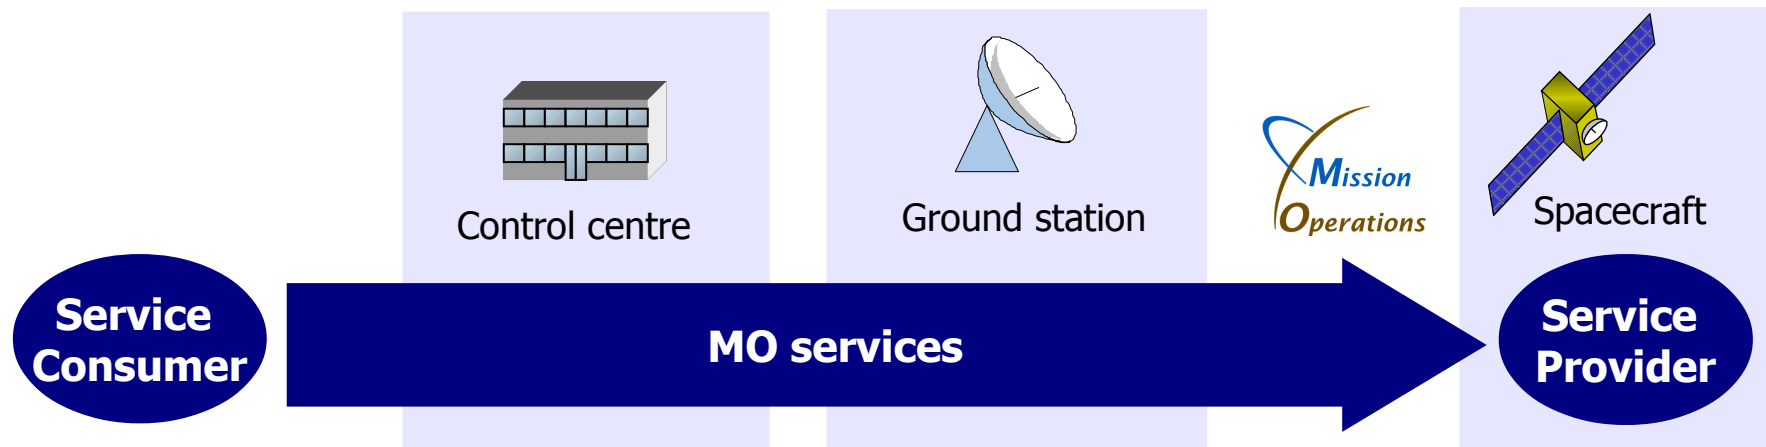 Control centre
Ground station
Mission
Operations
Spacecraft
Service
Consumer
MO services
Service
Provider